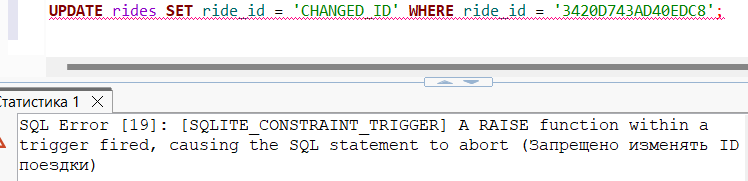 UPDATE rides SET ride_id = 'CHANGED_ID' WHERE ride_id = '3420D743AD40EDC8';
Статистика 1
SQL Error [19]: [SQLITE_CONSTRAINT_TRIGGER] A RAISE function within a
trigger fired, causing the SQL statement to abort (Запрещено изменять ID
поездки)